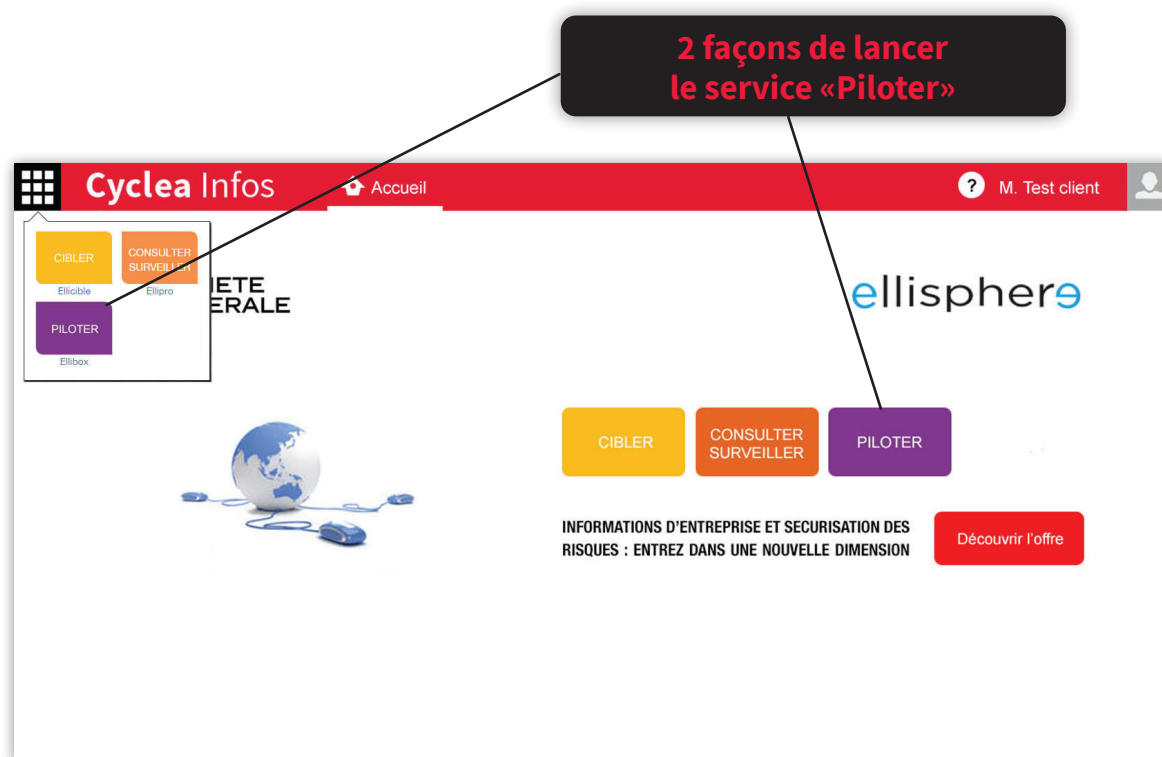 2 façons de lancer
le service «Piloter»
Cyclea Infos
Accueil
?
M. Test client
CIBLER
CONSULTER
SURVEILLER
Ellicible
Ellipro
PILOTER
Ellibox
IETE
ERALE
ellisphere
CIBLER
CONSULTER
SURVEILLER
PILOTER
INFORMATIONS D'ENTREPRISE ET SECURISATION DES
RISQUES : ENTREZ DANS UNE NOUVELLE DIMENSION
Découvrir l'offre